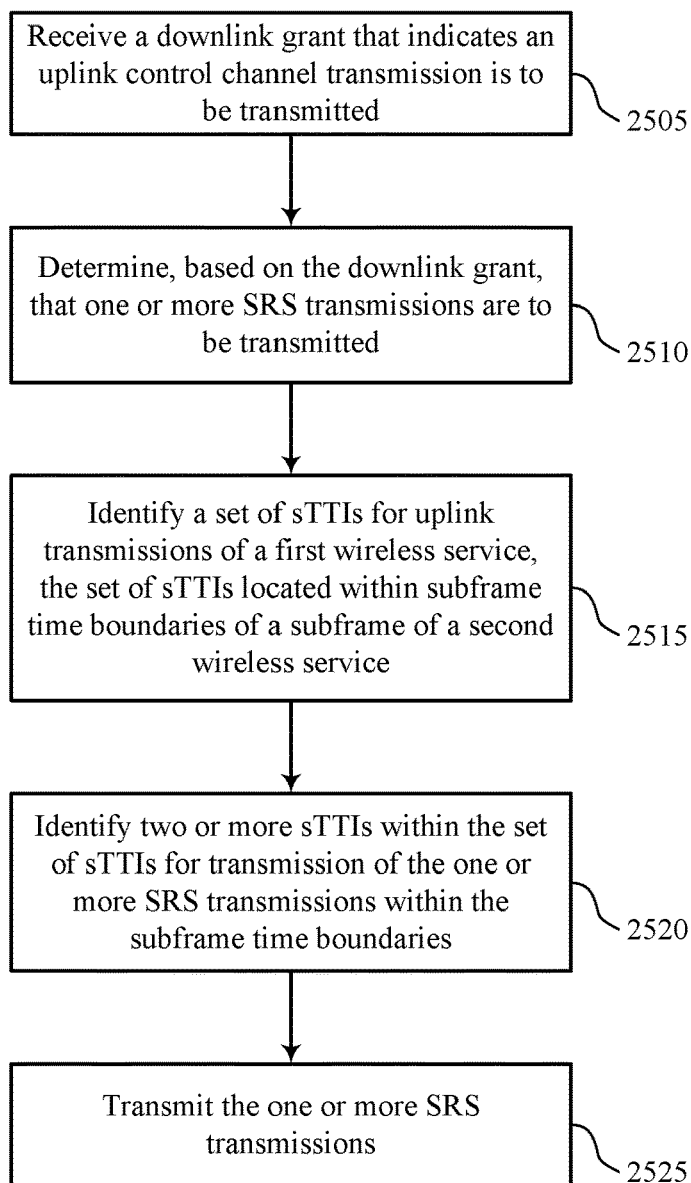 Receive a downlink grant that indicates an
uplink control channel transmission is to
be transmitted
2505
Determine, based on the downlink grant,
that one or more SRS transmissions are to
be transmitted
2510
Identify a set of sTTIs for uplink
transmissions of a first wireless service,
the set of sTTIs located within subframe
time boundaries of a subframe of a second
wireless service
2515
Identify two or more sTTIs within the set
of sTTIs for transmission of the one or
more SRS transmissions within the
subframe time boundaries
2520
Transmit the one or more SRS
transmissions
2525